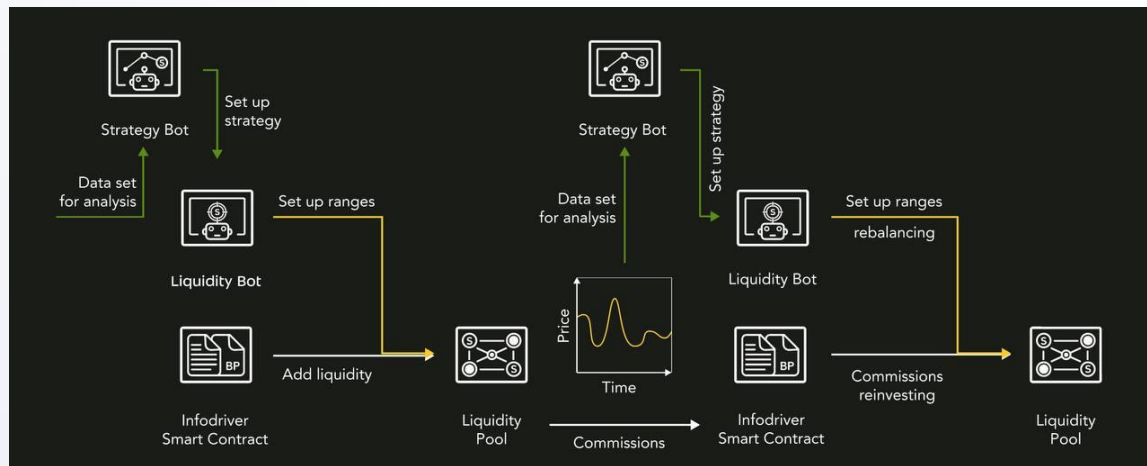 Strategy Bot
Set up
strategy
Data set
for analysis
Set up ranges
Liquidity Bot
BP
Add liquidity
Infodriver
Smart Contract
Liquidity
Pool
S
S
S
S
Strategy Bot
Set up strategy
Data set
for analysis
Set up ranges
rebalancing
Liquidity Bot
Price
Time
BP
Commissions
reinvesting
Commissions
Infodriver
Smart Contract
Liquidity
Pool
S
S
S
S